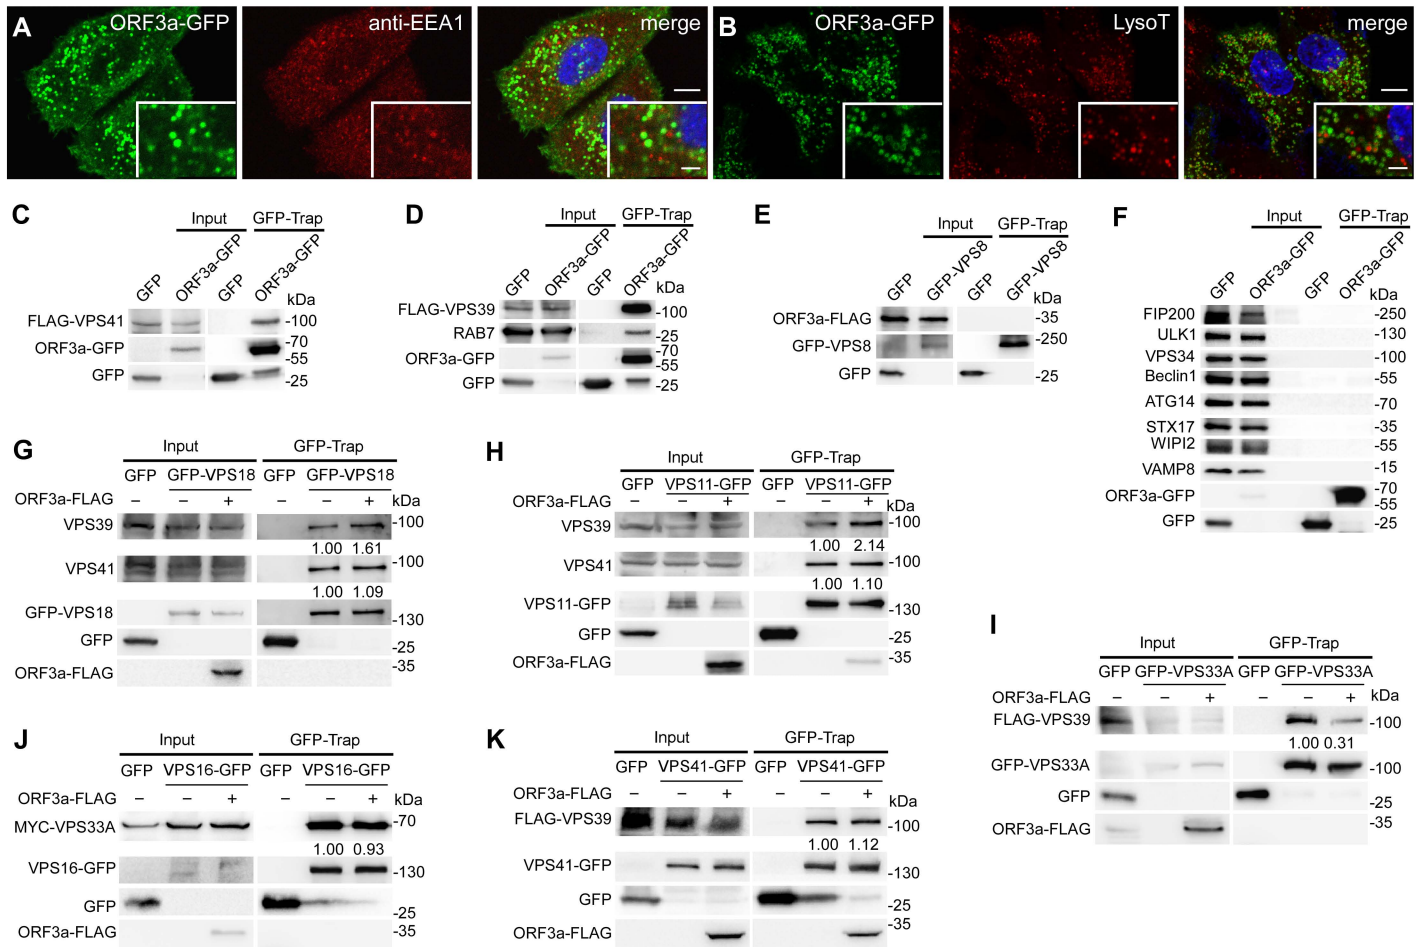 A ORF3a-GFP anti-EEA1 merge B ORF3a-GFP LysoT merge
C
Input GFP-Trap
GFP ORF3a-GFP GFP ORF3a-GFP
kDa
FLAG-VPS41 -100
ORF3a-GFP -70
-55
GFP -25
D
Input GFP-Trap
GFP ORF3a-GFP GFP ORF3a-GFP
kDa
FLAG-VPS39 -100
RAB7 -25
ORF3a-GFP -70
-55
GFP -25
E
Input GFP-Trap
GFP GFP-VPS8 GFP GFP-VPS8
kDa
ORF3a-FLAG -35
GFP-VPS8 -250
GFP -25
F
Input GFP-Trap
GFP ORF3a-GFP GFP ORF3a-GFP
kDa
FIP200 -250
ULK1 -130
VPS34 -100
Beclin1 -55
ATG14 -70
STX17 -35
WIPI2 -55
VAMP8 -15
ORF3a-GFP -70
-55
GFP -25
G
Input GFP-Trap
GFP GFP-VPS18 GFP GFP-VPS18
ORF3a-FLAG – – + – – + kDa
VPS39 -100
1.00 1.61
VPS41 -100
1.00 1.09
GFP-VPS18 -130
GFP -25
ORF3a-FLAG -35
H
Input GFP-Trap
GFP VPS11-GFP GFP VPS11-GFP
ORF3a-FLAG – – + – – + kDa
VPS39 -100
1.00 2.14
VPS41 -100
1.00 1.10
VPS11-GFP -130
GFP -25
ORF3a-FLAG -35
I
Input GFP-Trap
GFP GFP-VPS33A GFP GFP-VPS33A
ORF3a-FLAG – – + – – + kDa
FLAG-VPS39 -100
1.00 0.31
GFP-VPS33A -100
GFP -25
ORF3a-FLAG -35
J
Input GFP-Trap
GFP VPS16-GFP GFP VPS16-GFP
ORF3a-FLAG – – + – – + kDa
MYC-VPS33A -70
1.00 0.93
VPS16-GFP -130
GFP -25
ORF3a-FLAG -35
K
Input GFP-Trap
GFP VPS41-GFP GFP VPS41-GFP
ORF3a-FLAG – – + – – + kDa
FLAG-VPS39 -100
1.00 1.12
VPS41-GFP -130
GFP -25
ORF3a-FLAG -35